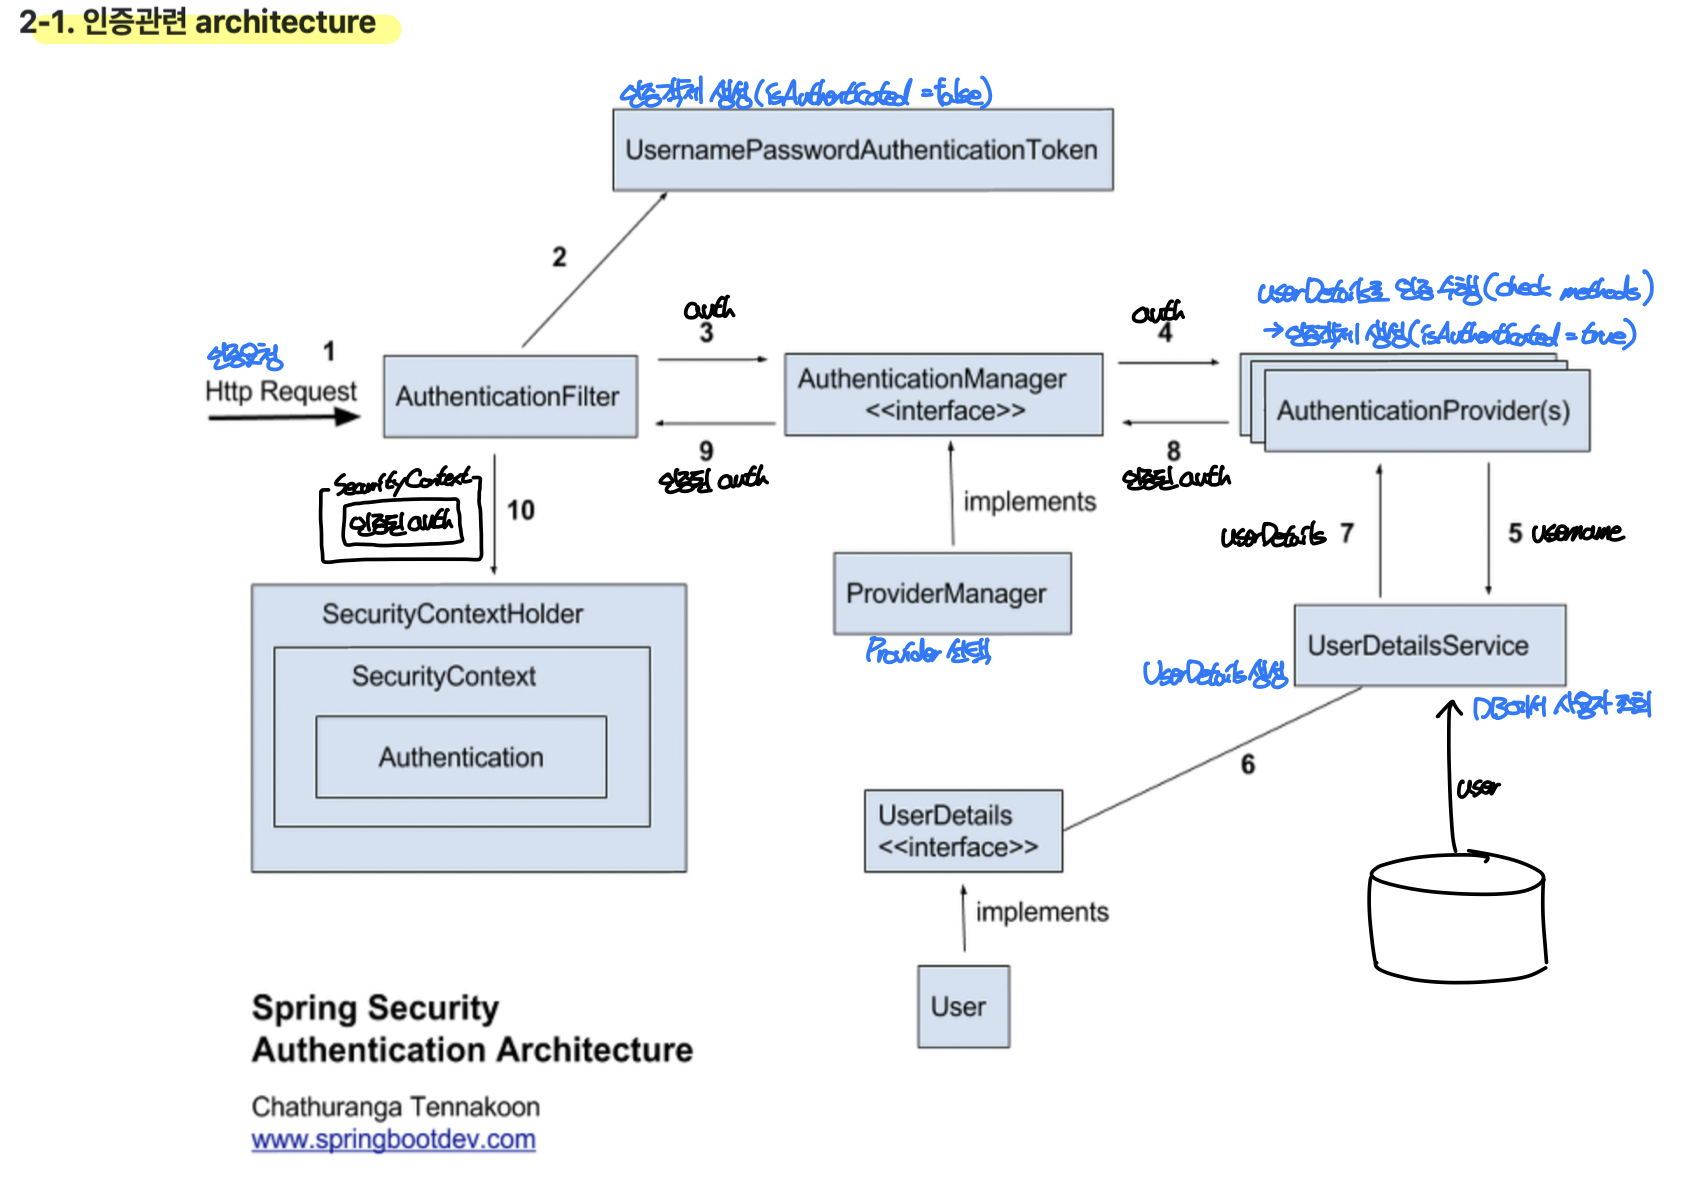 2-1. 인증관련 architecture
인증객체 생성(isAuthenticated = false)
UsernamePasswordAuthenticationToken
2
userDetails로 인증 수행(check methods)
→인증객체 생성(isAuthenticated = true)
인증요청
1
Http Request
AuthenticationFilter
auth
3
AuthenticationManager
<<interface>>
auth
4
AuthenticationProvider(s)
9
인증된 auth
8
인증된 auth
SecurityContext
인증된 auth
10
implements
UserDetails
7
5
username
SecurityContextHolder
SecurityContext
Authentication
ProviderManager
Provider 선택
UserDetailsService
UserDetails 생성
DB에서 사용자 조회
6
user
UserDetails
<<interface>>
implements
User
Spring Security
Authentication Architecture
Chathuranga Tennakoon
www.springbootdev.com